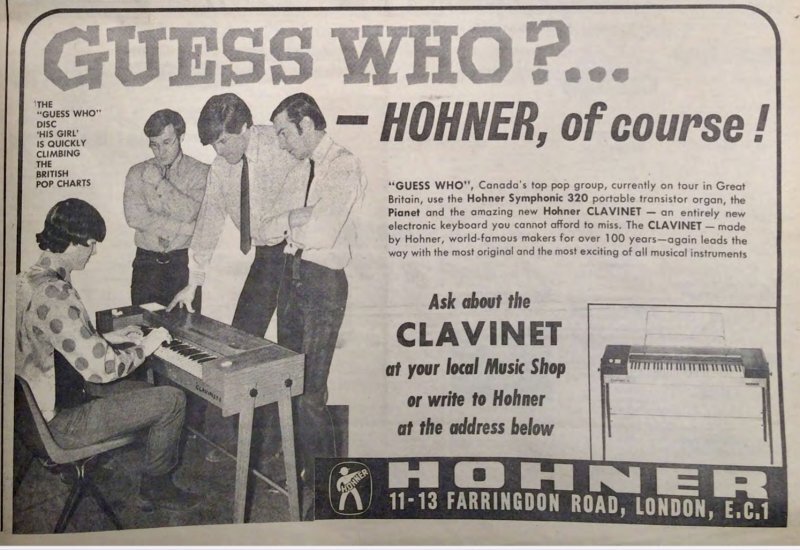 GUESS WHO?...
– HOHNER, of course!
THE
"GUESS WHO"
DISC
'HIS GIRL'
IS QUICKLY
CLIMBING
THE
BRITISH
POP CHARTS
"GUESS WHO", Canada's top pop group, currently on tour in Great
Britain, use the Hohner Symphonic 320 portable transistor organ, the
Pianet and the amazing new Hohner CLAVINET — an entirely new
electronic keyboard you cannot afford to miss. The CLAVINET — made
by Hohner, world-famous makers for over 100 years—again leads the
way with the most original and the most exciting of all musical instruments
Ask about the
CLAVINET
at your local Music Shop
or write to Hohner
at the address below
CLAVINET
HOHNER
HOHNER
11-13 FARRINGDON ROAD, LONDON, E.C.1